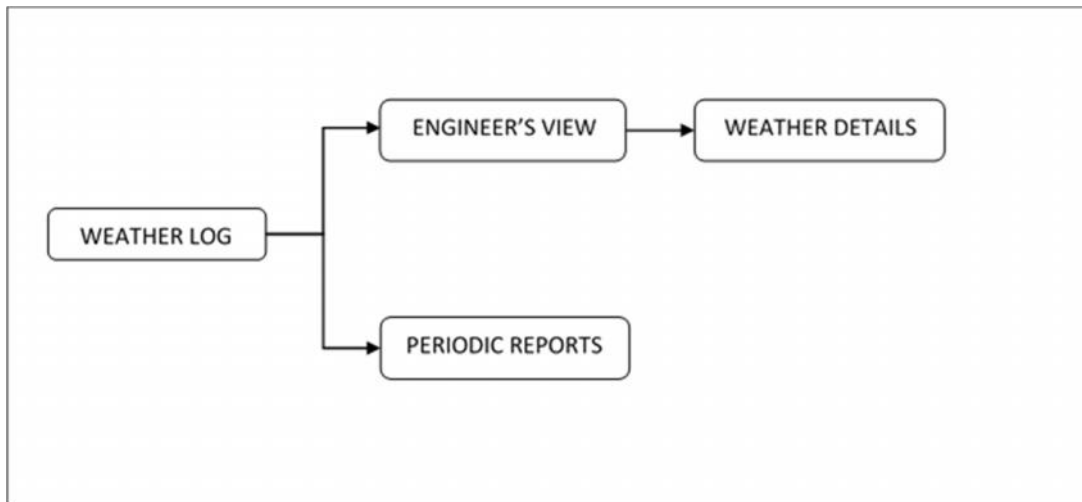 ENGINEER’S VIEW
WEATHER DETAILS
WEATHER LOG
PERIODIC REPORTS